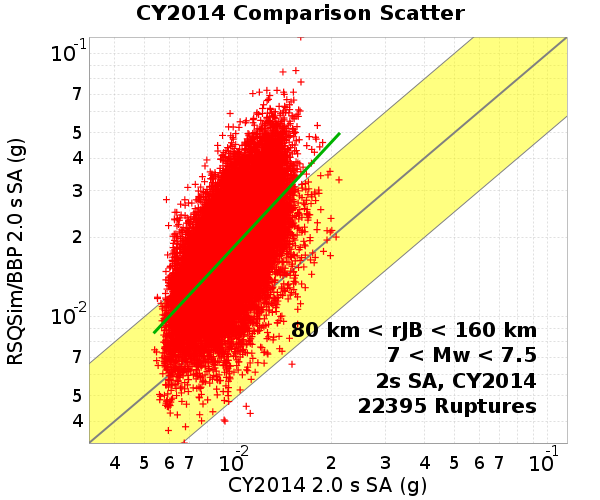 CY2014 Comparison Scatter
RSQSim/BBP 2.0 s SA (g)
10-1
7
5
4
3
2
10-2
7
5
4
80 km < rJB < 160 km
7 < Mw < 7.5
2s SA, CY2014
22395 Ruptures
4 5 6 7 10-2 2 3 4 5 6 7 10-1
CY2014 2.0 s SA (g)